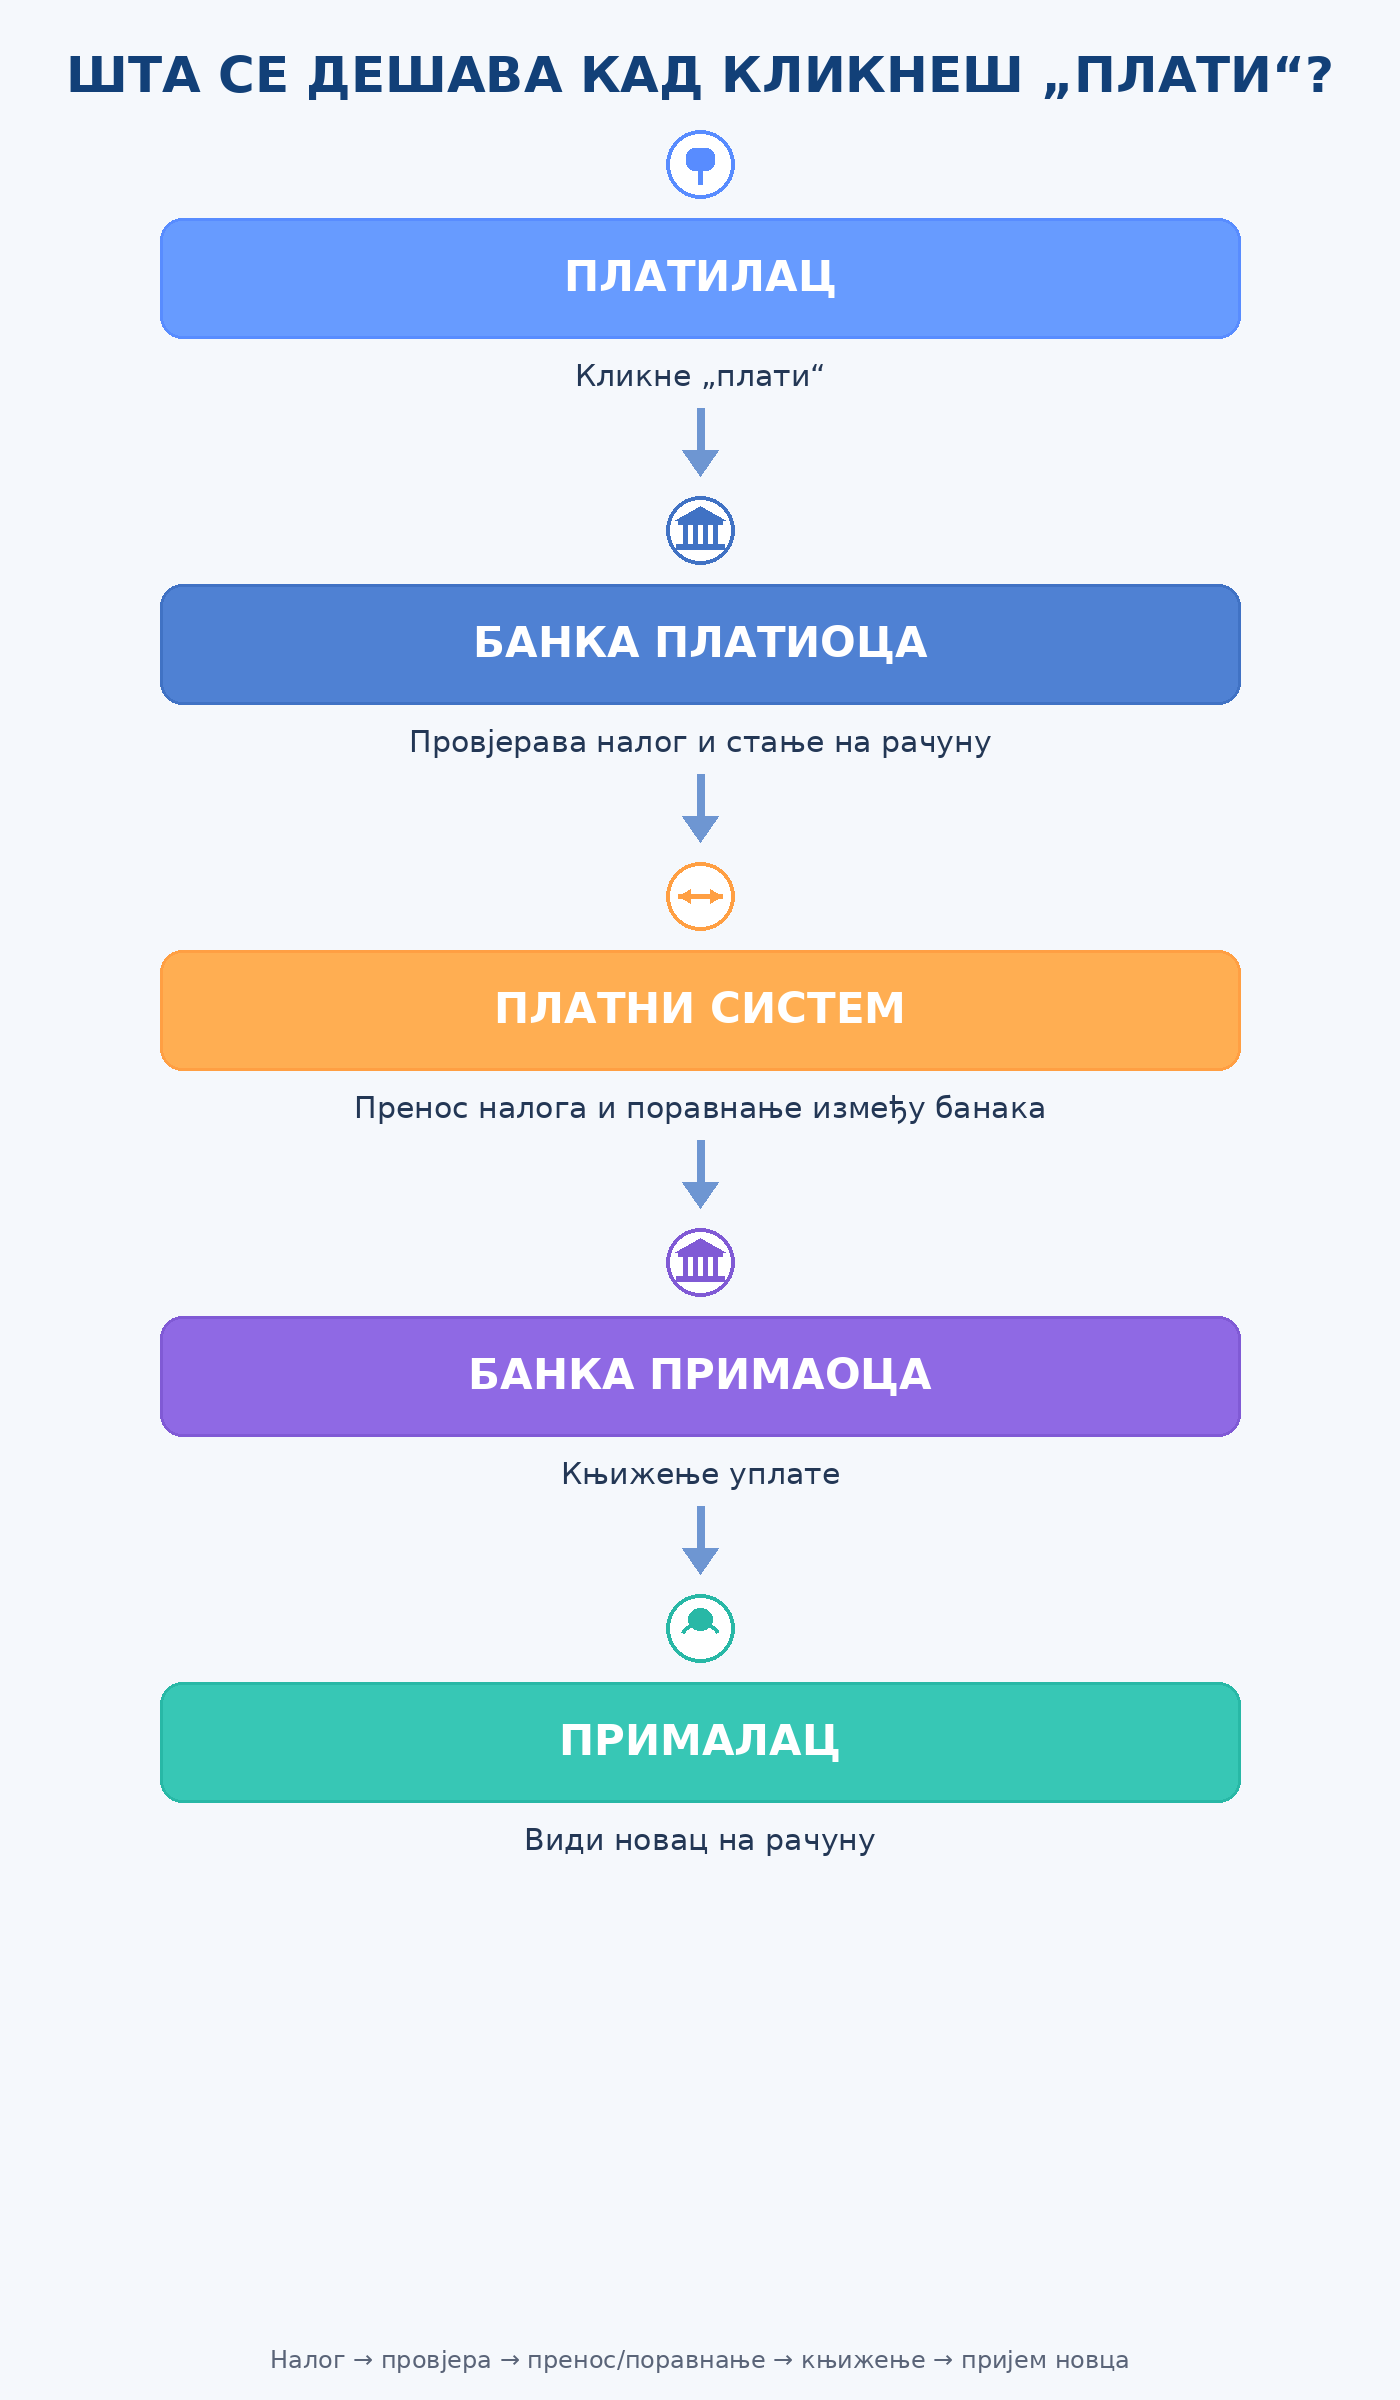 ШТА СЕ ДЕШАВА КАД КЛИКНЕШ „ПЛАТИ“?
ПЛАТИЛАЦ
Кликне „плати“
БАНКА ПЛАТИОЦА
Провјерава налог и стање на рачуну
ПЛАТНИ СИСТЕМ
Пренос налога и поравнање између банака
БАНКА ПРИМАОЦА
Књижење уплате
ПРИМАЛАЦ
Види новац на рачуну
Налог → провјера → пренос/поравнање → књижење → пријем новца